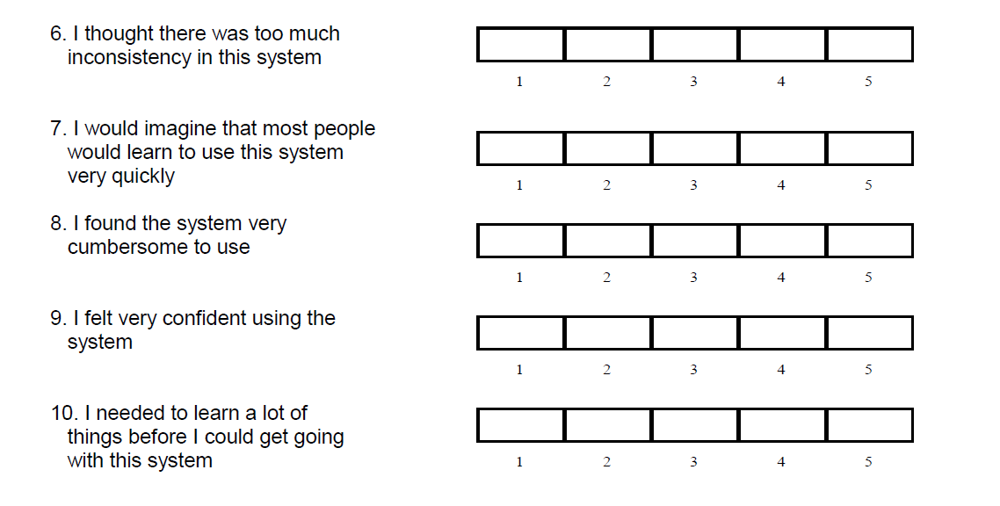 6. I thought there was too much
inconsistency in this system
1 2 3 4 5
7. I would imagine that most people
would learn to use this system
very quickly
1 2 3 4 5
8. I found the system very
cumbersome to use
1 2 3 4 5
9. I felt very confident using the
system
1 2 3 4 5
10. I needed to learn a lot of
things before I could get going
with this system
1 2 3 4 5